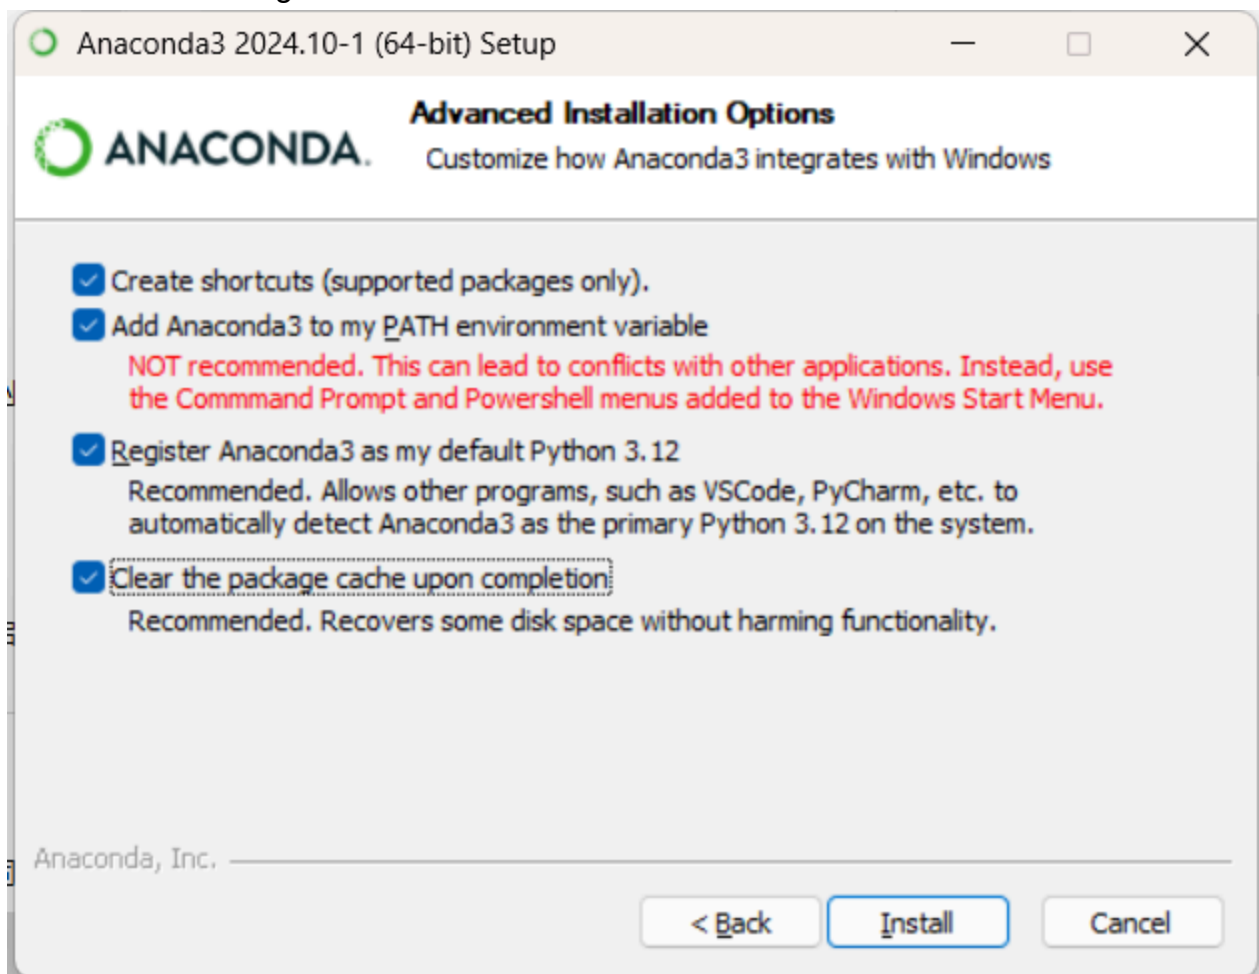 Anaconda3 2024.10-1 (64-bit) Setup
ANACONDA.
Advanced Installation Options
Customize how Anaconda3 integrates with Windows
Create shortcuts (supported packages only).
Add Anaconda3 to my PATH environment variable
NOT recommended. This can lead to conflicts with other applications. Instead, use
the Commmand Prompt and Powershell menus added to the Windows Start Menu.
Register Anaconda3 as my default Python 3.12
Recommended. Allows other programs, such as VSCode, PyCharm, etc. to
automatically detect Anaconda3 as the primary Python 3.12 on the system.
Clear the package cache upon completion
Recommended. Recovers some disk space without harming functionality.
Anaconda, Inc.
< Back
Install
Cancel